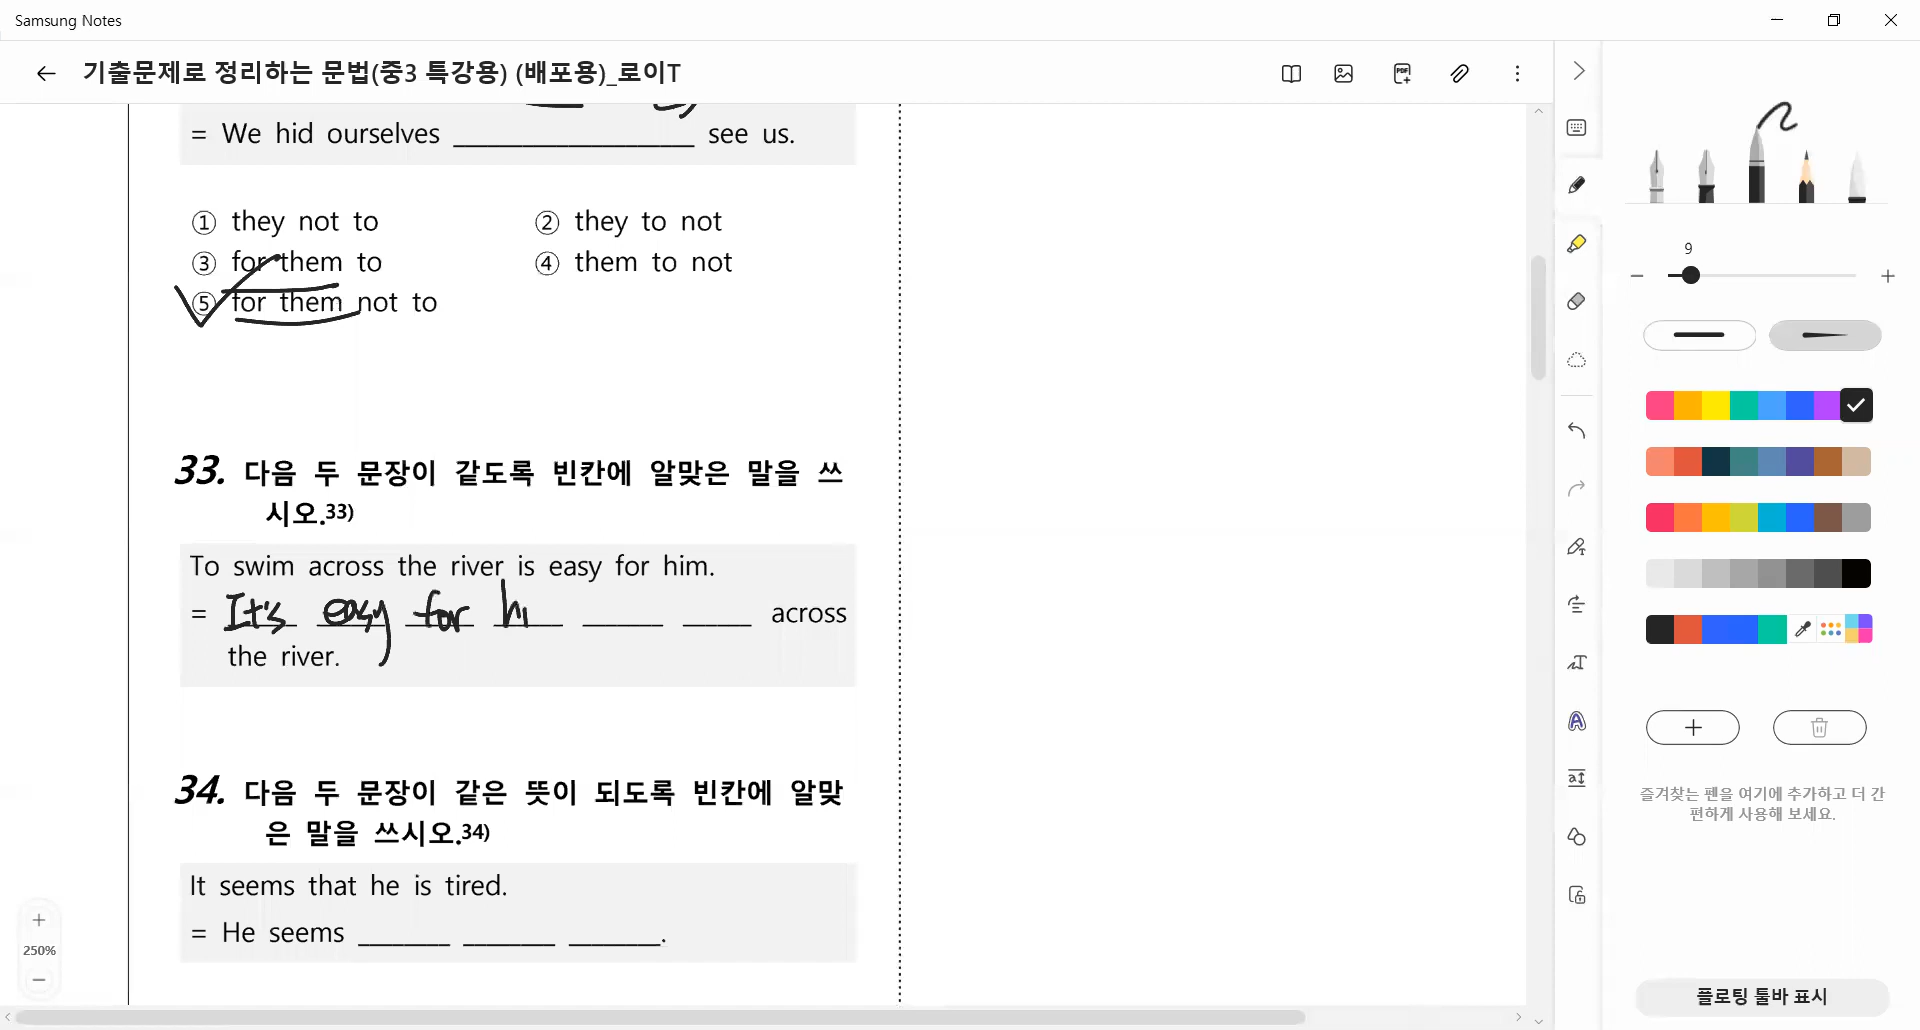 Samsung Notes
기출문제로 정리하는 문법(중3 특강용) (배포용)_로이T
= We hid ourselves ________________ see us.
① they not to ② they to not
③ for them to ④ them to not
⑤ for them not to
33. 다음 두 문장이 같도록 빈칸에 알맞은 말을 쓰
시오.33)
To swim across the river is easy for him.
= It's easy for hi _____ _____ across
the river.
34. 다음 두 문장이 같은 뜻이 되도록 빈칸에 알맞
은 말을 쓰시오.34)
It seems that he is tired.
= He seems ______ ______ ______.
250%
PDF
9
즐겨찾는 펜을 여기에 추가하고 더 간
편하게 사용해 보세요.
플로팅 툴바 표시